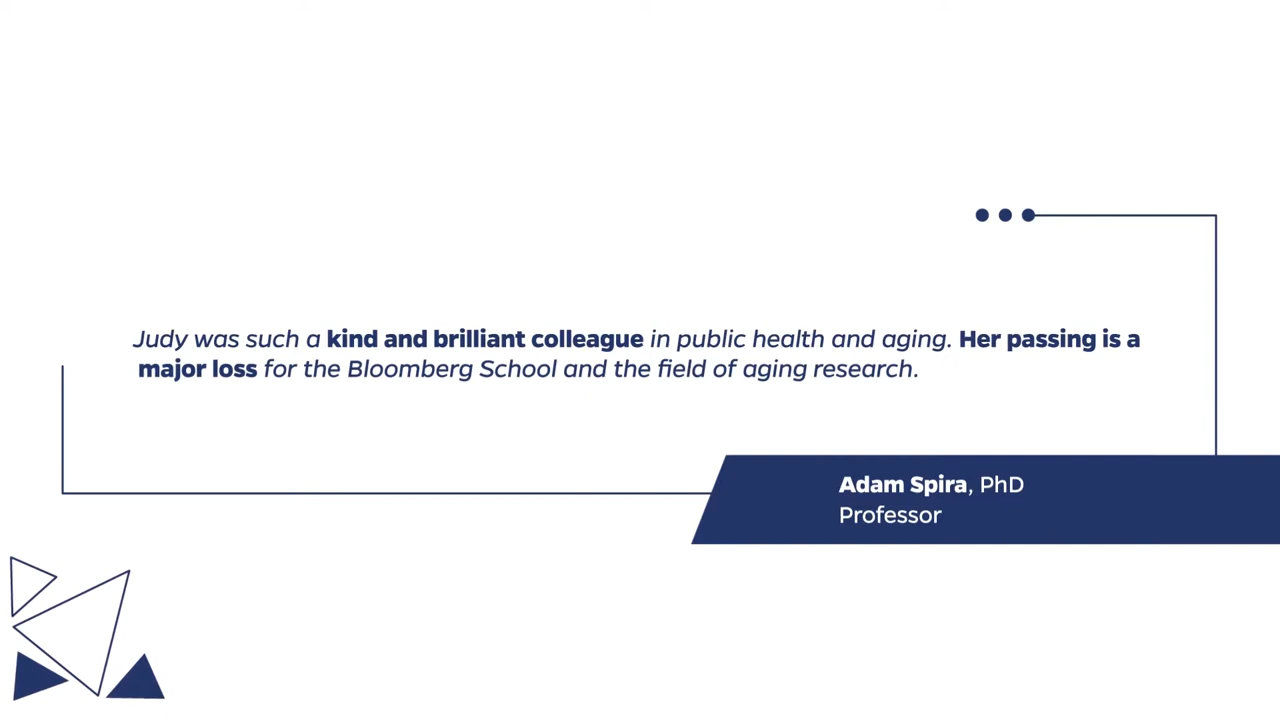 Judy was such a kind and brilliant colleague in public health and aging. Her passing is a
major loss for the Bloomberg School and the field of aging research.
Adam Spira, PhD
Professor